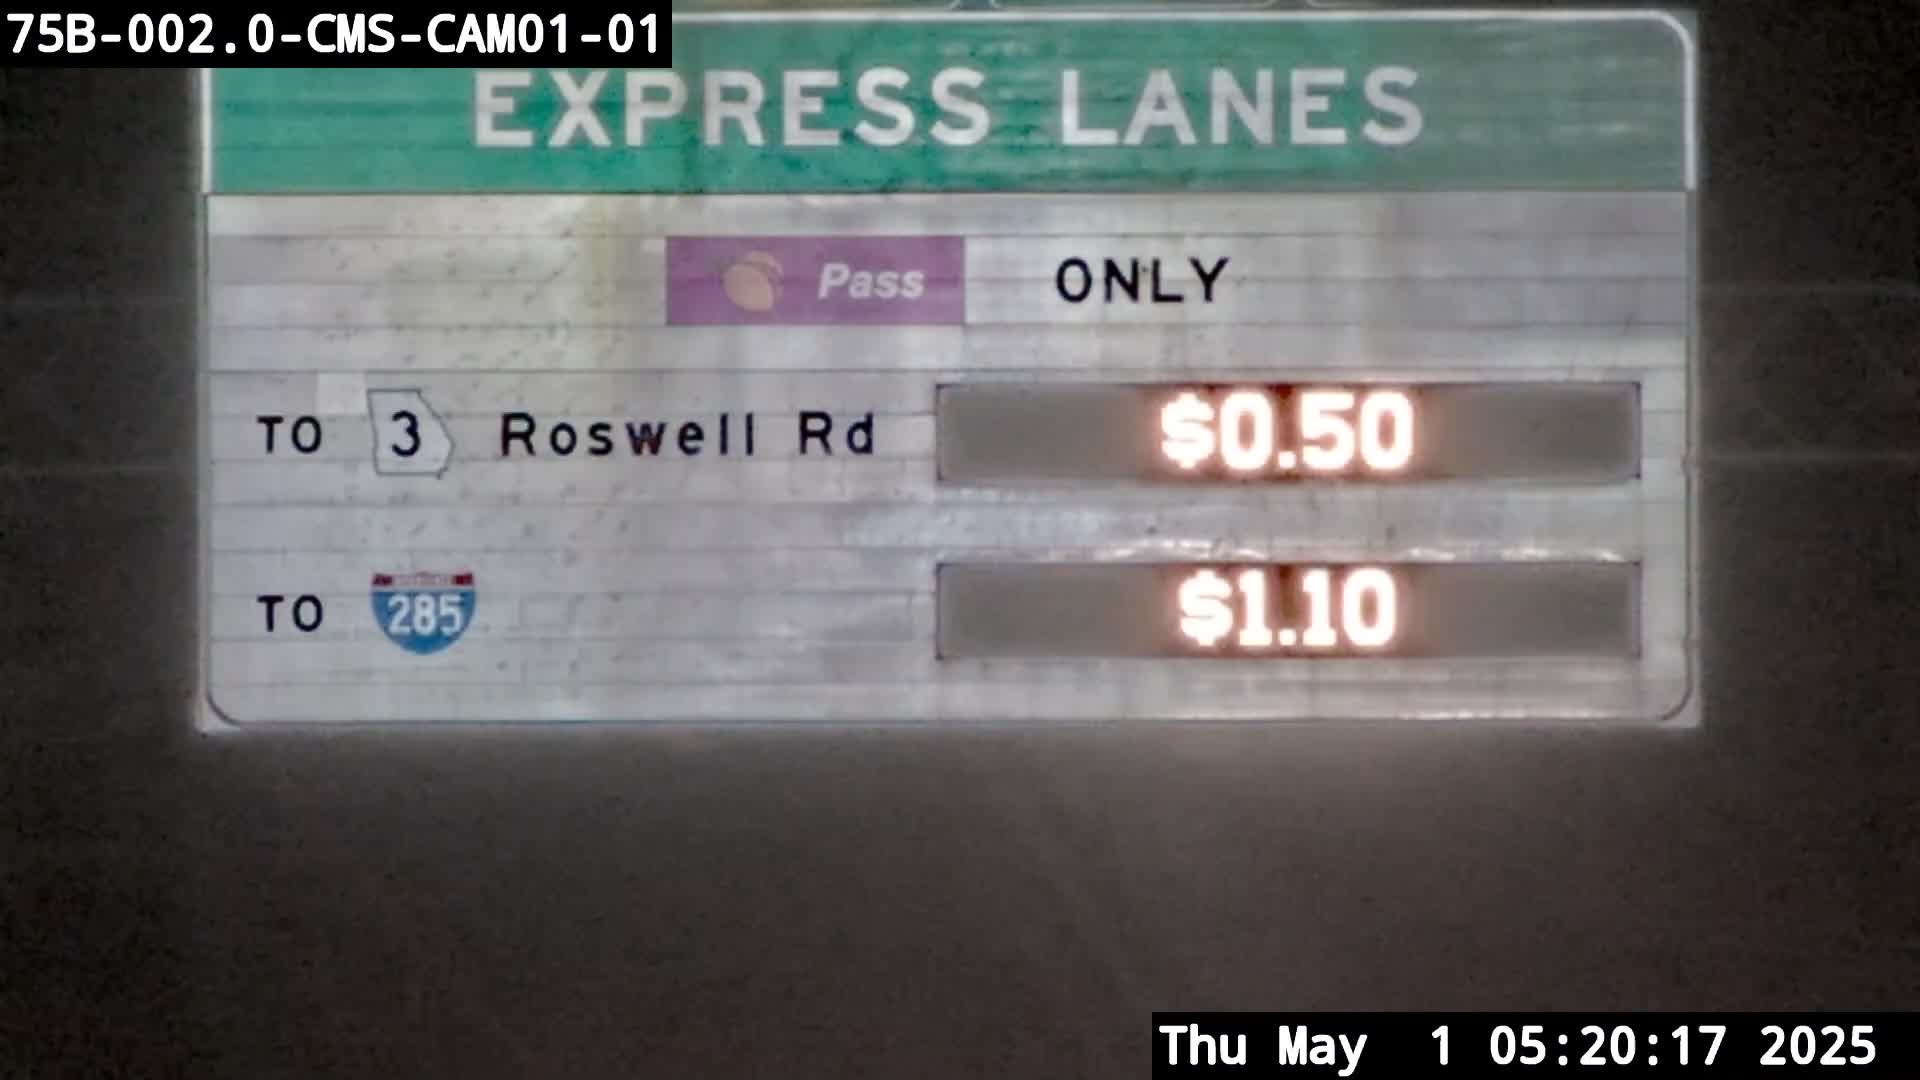 75B-002.0-CMS-CAM01-01
EXPRESS LANES
Pass ONLY
TO 3 Roswell Rd $0.50
TO 285 $1.10
Thu May 1 05:20:17 2025